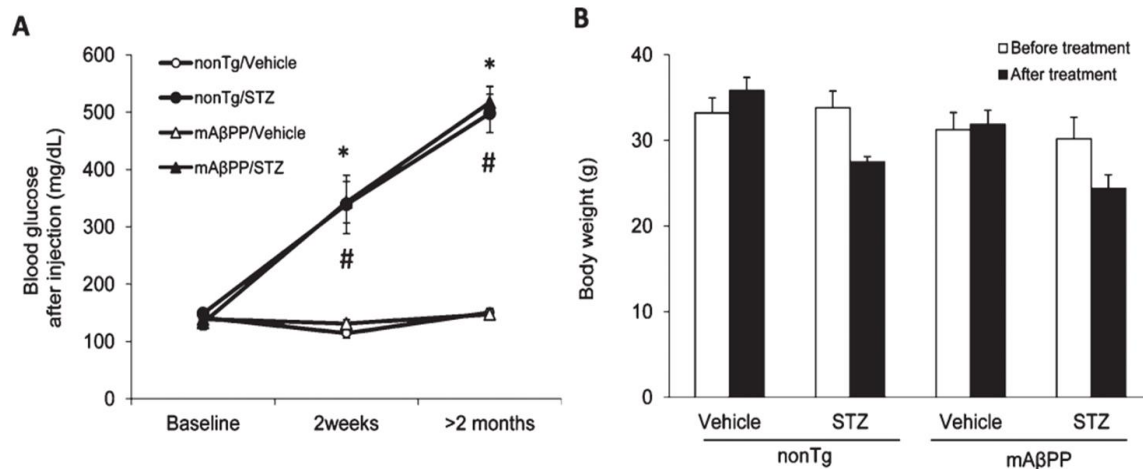 A
600
500
400
300
200
100
0
Blood glucose
after injection (mg/dL)
nonTg/Vehicle
nonTg/STZ
mAβPP/Vehicle
mAβPP/STZ
*
*
#
#
Baseline 2weeks >2 months
B
Before treatment
After treatment
40
30
20
10
0
Body weight (g)
Vehicle STZ Vehicle STZ
nonTg mAβPP